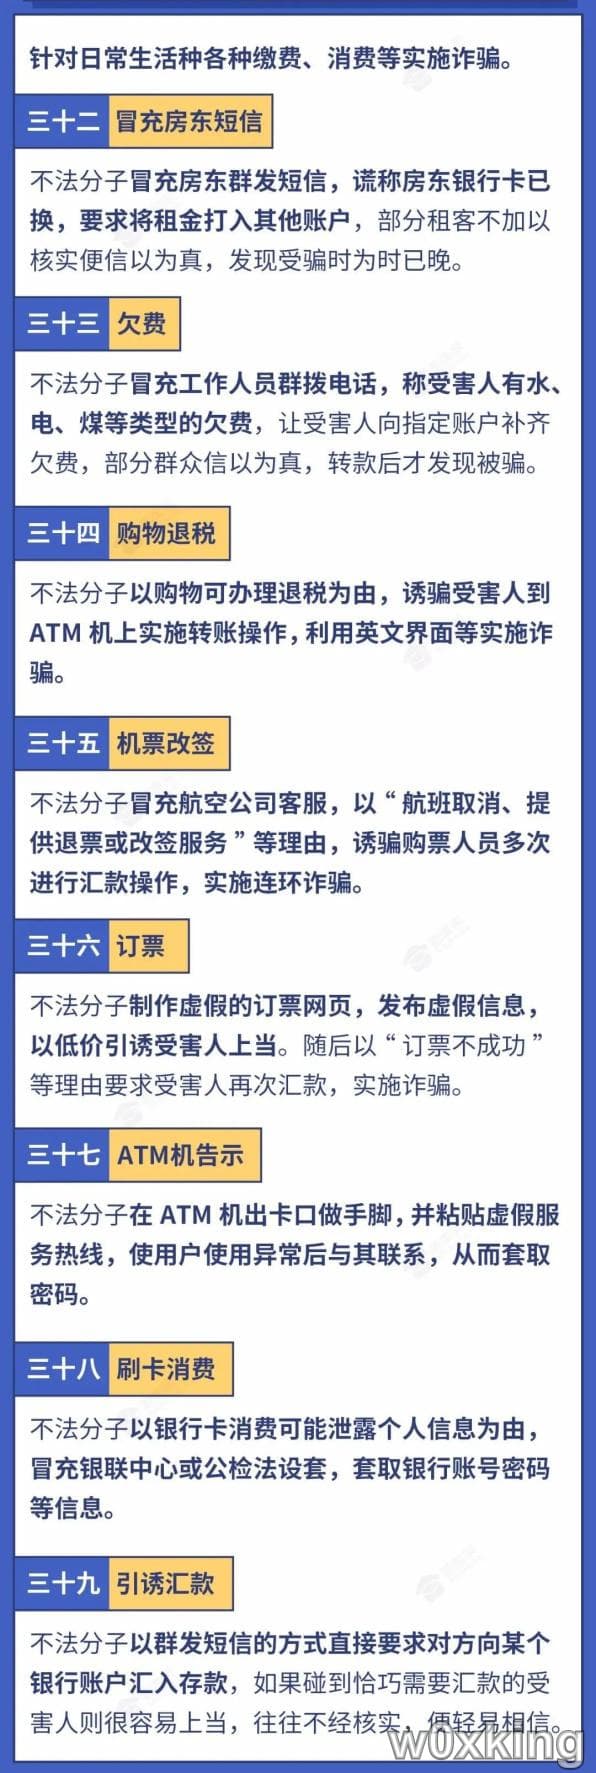 针对日常生活种各种缴费、消费等实施诈骗。
三十二 冒充房东短信
不法分子冒充房东群发短信，谎称房东银行卡已
换，要求将租金打入其他账户，部分租客不加以
核实便信以为真，发现受骗时为时已晚。
三十三 欠费
不法分子冒充工作人员群拨电话，称受害人有水、
电、煤等类型的欠费，让受害人向指定账户补齐
欠费，部分群众信以为真，转款后才发现被骗。
三十四 购物退税
不法分子以购物可办理退税为由，诱骗受害人到
ATM 机上实施转账操作，利用英文界面等实施诈
骗。
三十五 机票改签
不法分子冒充航空公司客服，以“航班取消、提
供退票或改签服务”等理由，诱骗购票人员多次
进行汇款操作，实施连环诈骗。
三十六 订票
不法分子制作虚假的订票网页，发布虚假信息，
以低价引诱受害人上当。随后以“订票不成功”
等理由要求受害人再次汇款，实施诈骗。
三十七 ATM机告示
不法分子在 ATM 机出卡口做手脚，并粘贴虚假服
务热线，使用户使用异常后与其联系，从而套取
密码。
三十八 刷卡消费
不法分子以银行卡消费可能泄露个人信息为由，
冒充银联中心或公检法设套，套取银行账号密码
等信息。
三十九 引诱汇款
不法分子以群发短信的方式直接要求对方向某个
银行账户汇入存款，如果碰到恰巧需要汇款的受
害人则很容易上当，往往不经核实，便轻易相信。
w0xking